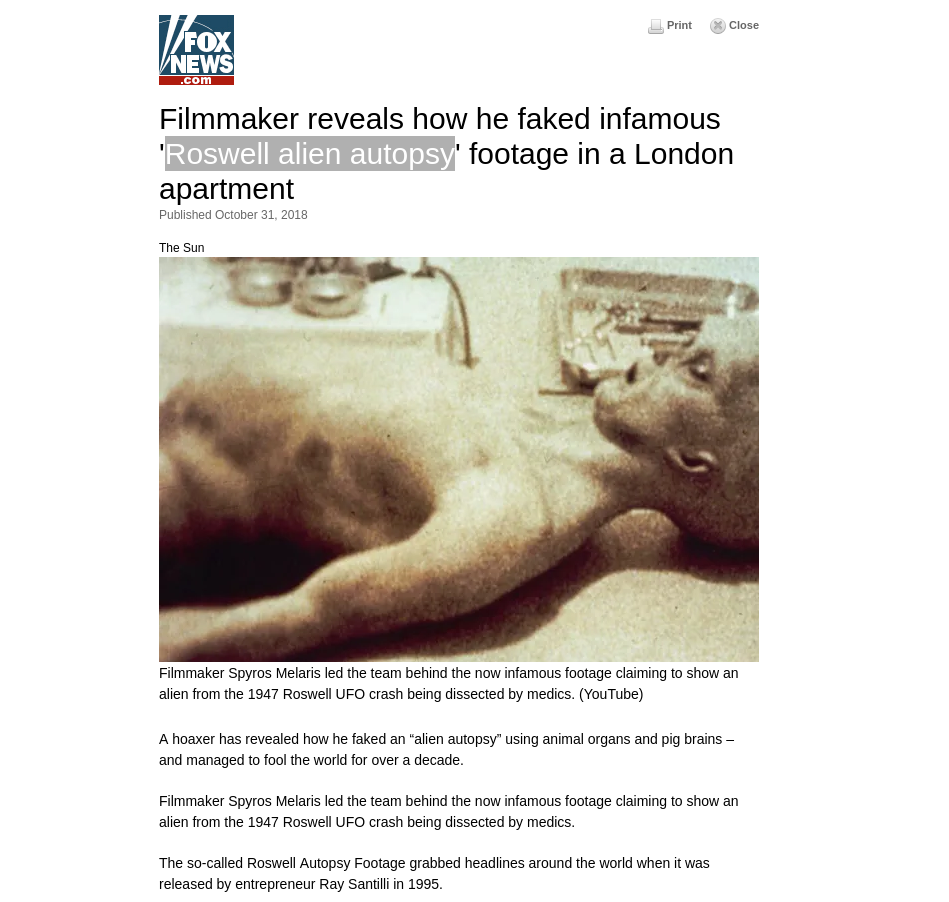 FOX
NEWS
.com
Print
Close
Filmmaker reveals how he faked infamous
'Roswell alien autopsy' footage in a London
apartment
Published October 31, 2018
The Sun
Filmmaker Spyros Melaris led the team behind the now infamous footage claiming to show an
alien from the 1947 Roswell UFO crash being dissected by medics. (YouTube)
A hoaxer has revealed how he faked an “alien autopsy” using animal organs and pig brains –
and managed to fool the world for over a decade.
Filmmaker Spyros Melaris led the team behind the now infamous footage claiming to show an
alien from the 1947 Roswell UFO crash being dissected by medics.
The so-called Roswell Autopsy Footage grabbed headlines around the world when it was
released by entrepreneur Ray Santilli in 1995.